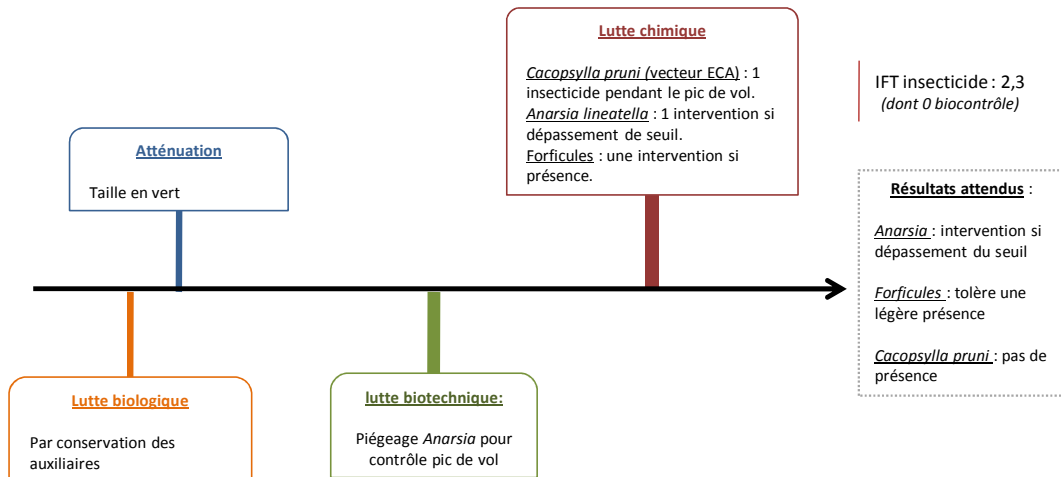 Lutte chimique
Cacopsylla pruni (vecteur ECA) : 1
insecticide pendant le pic de vol.
Anarsia lineatella : 1 intervention si
dépassement de seuil.
Forficules : une intervention si
présence.
IFT insecticide : 2,3
(dont 0 biocontrôle)
Atténuation
Taille en vert
Résultats attendus :
Anarsia : intervention si
dépassement du seuil
Forficules : tolère une
légère présence
Cacopsylla pruni : pas de
présence
Lutte biologique
Par conservation des
auxiliaires
lutte biotechnique:
Piégeage Anarsia pour
contrôle pic de vol